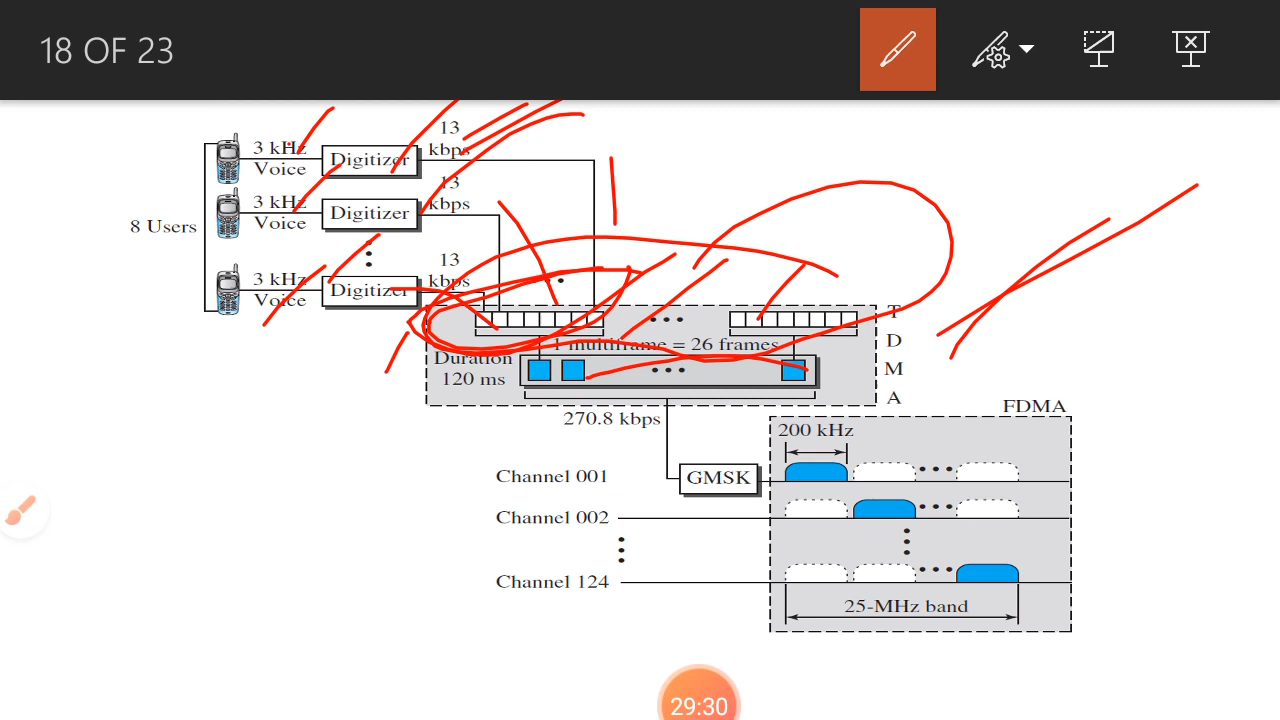 18 OF 23
3 kHz
Voice
Digitizer
13
kbps
3 kHz
Voice
Digitizer
13
kbps
8 Users
3 kHz
Voice
Digitizer
13
kbps
T
D
M
A
1 multiframe = 26 frames
Duration
120 ms
270.8 kbps
FDMA
200 kHz
Channel 001
GMSK
Channel 002
Channel 124
25-MHz band
29:30